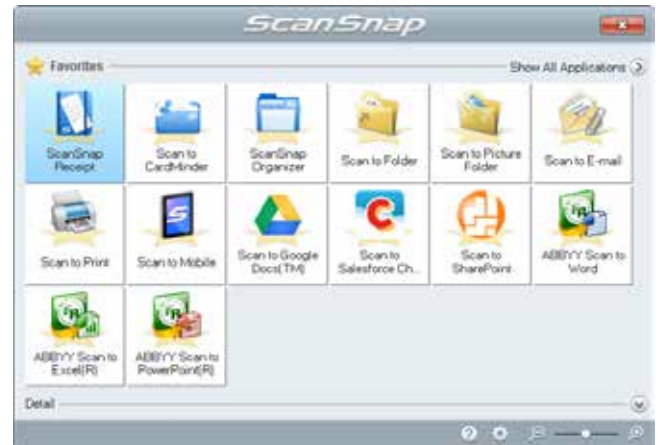 ScanSnap
Favorites
Show All Applications
ScanSnap
Receipt
Scan to
CardMinder
ScanSnap
Organizer
Scan to Folder
Scan to Picture
Folder
Scan to E-mail
Scan to Print
Scan to Mobile
Scan to Google
Docs(TM)
Scan to
Salesforce Ch...
Scan to
SharePoint
ABBYY Scan to
Word
ABBYY Scan to
Excel(R)
ABBYY Scan to
PowerPoint(R)
Detail